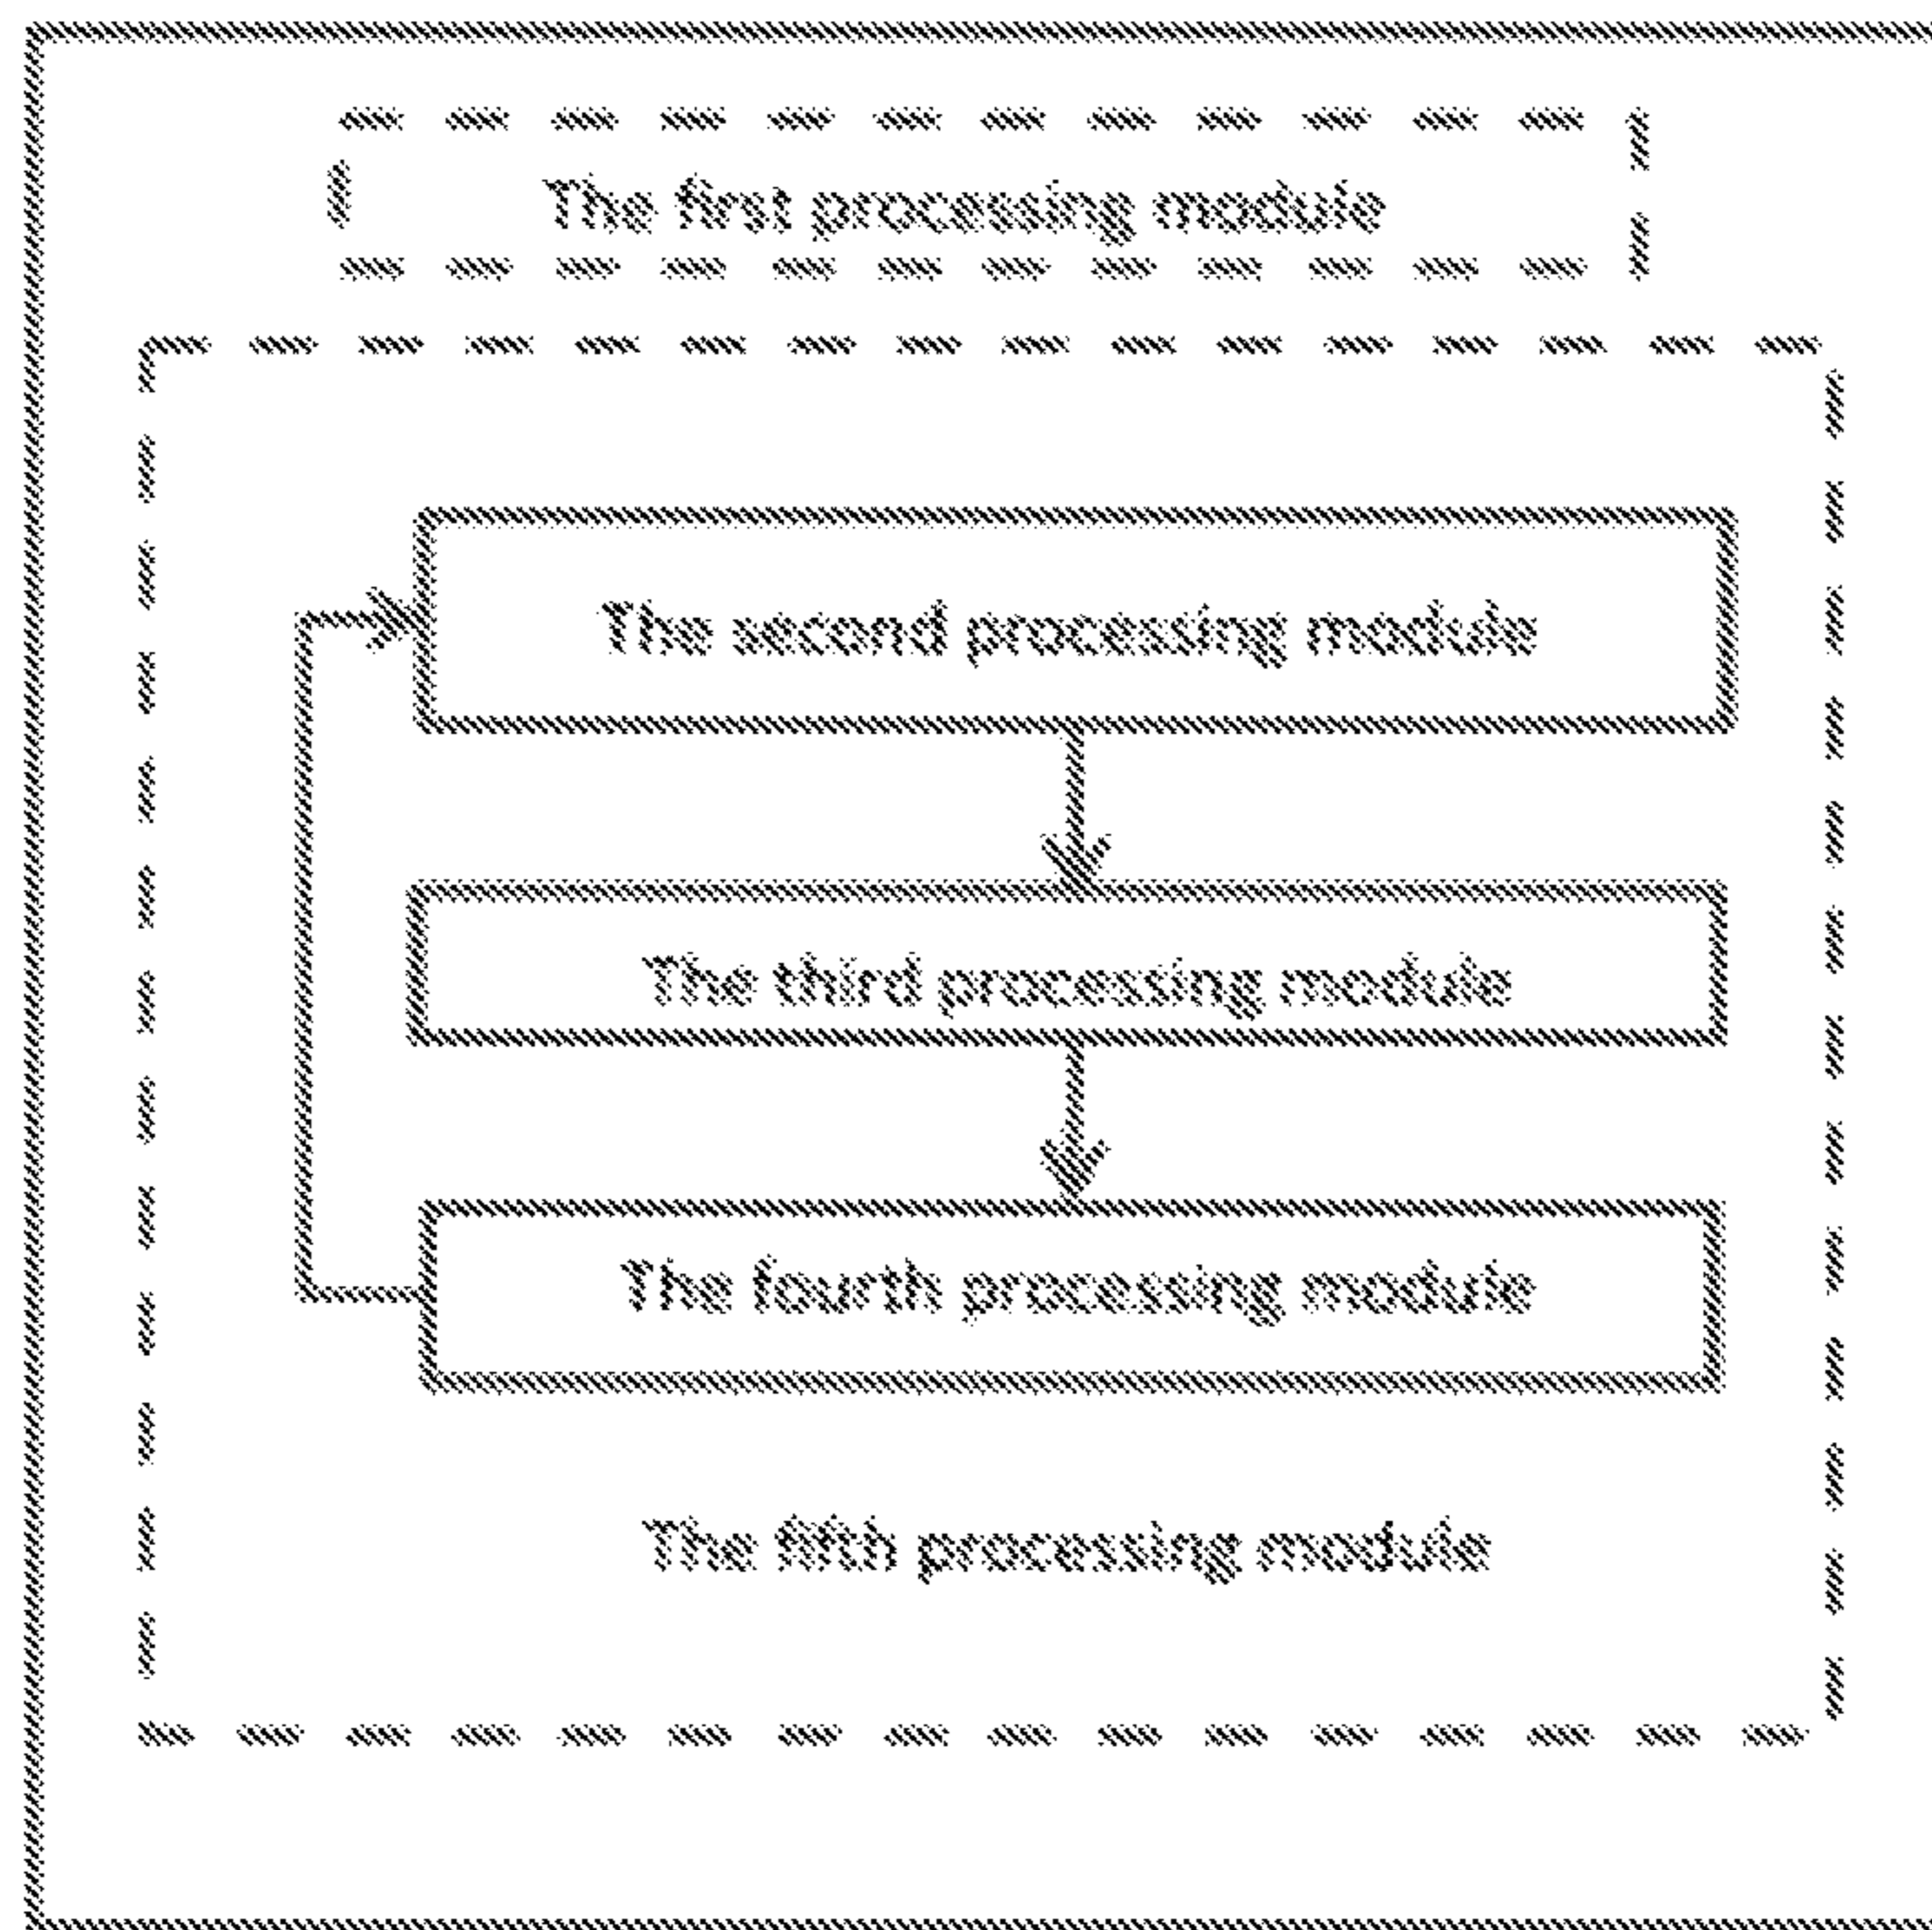 The first processing module
The second processing module
The third processing module
The fourth processing module
The fifth processing module